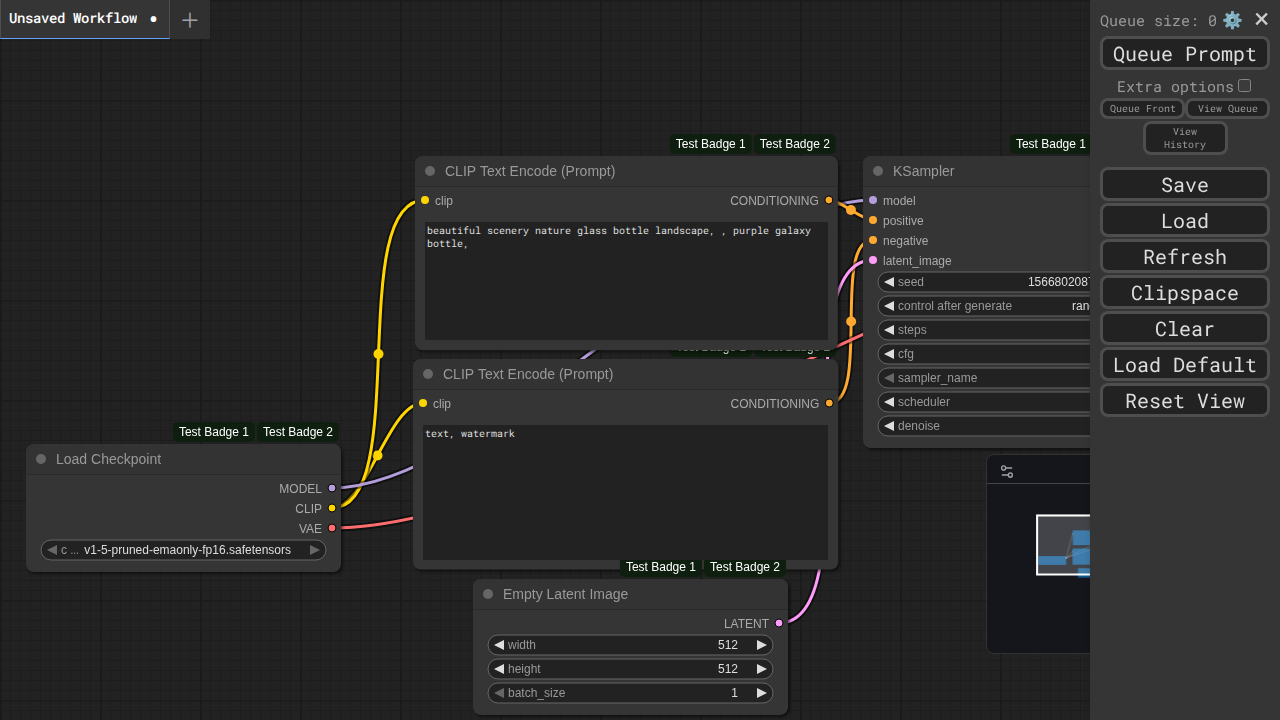 Unsaved Workflow
Queue size: 0
Queue Prompt
Extra options
Queue Front
View Queue
View
History
Save
Load
Refresh
Clipspace
Clear
Load Default
Reset View
Test Badge 1
Test Badge 2
CLIP Text Encode (Prompt)
clip
CONDITIONING
beautiful scenery nature glass bottle landscape, , purple galaxy
bottle,
Test Badge 1
KSampler
model
positive
negative
latent_image
seed
1566802087
control after generate
ran
steps
cfg
sampler_name
scheduler
denoise
CLIP Text Encode (Prompt)
clip
CONDITIONING
text, watermark
Test Badge 1
Test Badge 2
Load Checkpoint
MODEL
CLIP
VAE
c ... v1-5-pruned-emaonly-fp16.safetensors
Test Badge 1
Test Badge 2
Empty Latent Image
LATENT
width
512
height
512
batch_size
1